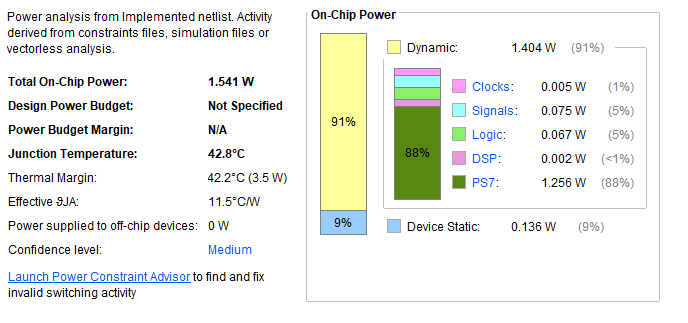 Power analysis from Implemented netlist. Activity
derived from constraints files, simulation files or
vectorless analysis.
Total On-Chip Power: 1.541 W
Design Power Budget: Not Specified
Power Budget Margin: N/A
Junction Temperature: 42.8°C
Thermal Margin: 42.2°C (3.5 W)
Effective ϑJA: 11.5°C/W
Power supplied to off-chip devices: 0 W
Confidence level: Medium
Launch Power Constraint Advisor to find and fix
invalid switching activity
On-Chip Power
91%
9%
Dynamic: 1.404 W (91%)
88%
Clocks: 0.005 W (1%)
Signals: 0.075 W (5%)
Logic: 0.067 W (5%)
DSP: 0.002 W (<1%)
PS7: 1.256 W (88%)
Device Static: 0.136 W (9%)